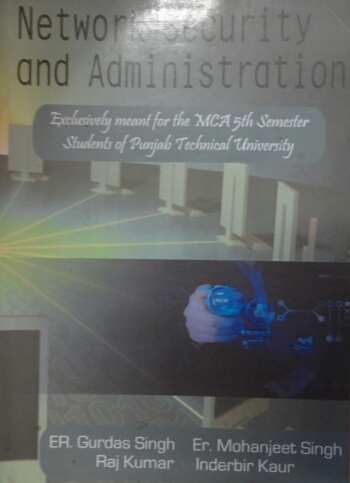 Network Security
and Administration
Exclusively meant for the MCA 5th Semester
Students of Punjab Technical University
ER. Gurdas Singh Er. Mohanjeet Singh
Raj Kumar Inderbir Kaur